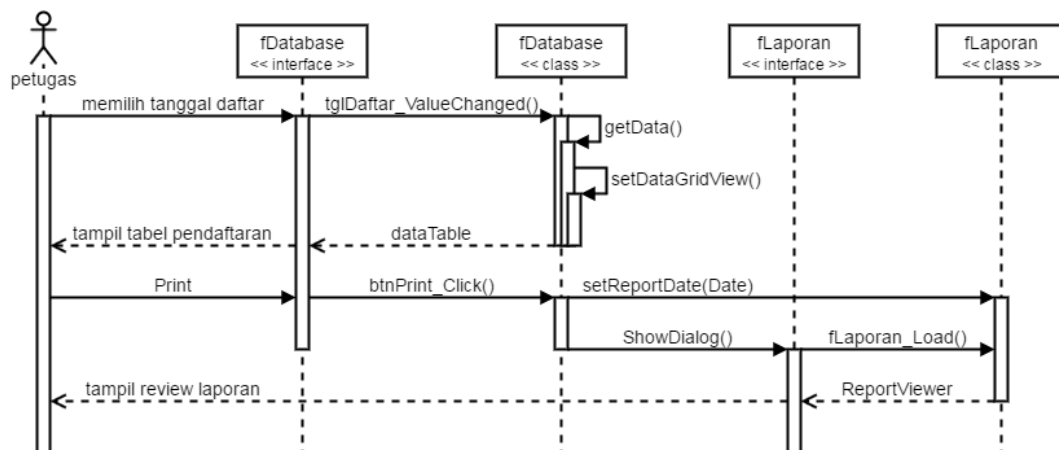 petugas
fDatabase
<< interface >>
fDatabase
<< class >>
fLaporan
<< interface >>
fLaporan
<< class >>
memilih tanggal daftar
tglDaftar_ValueChanged()
getData()
setDataGridView()
tampil tabel pendaftaran
dataTable
Print
btnPrint_Click()
setReportDate(Date)
ShowDialog()
fLaporan_Load()
tampil review laporan
ReportViewer